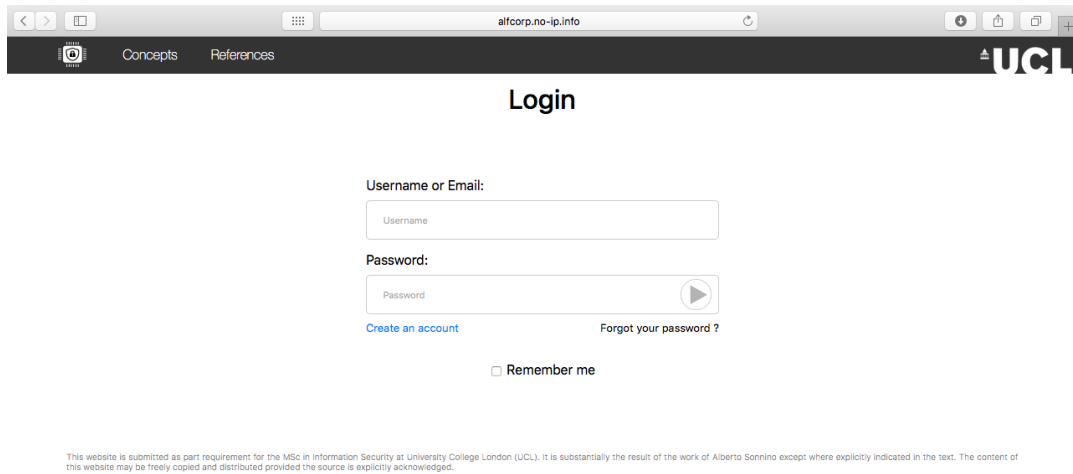 alfcorp.no-ip.info
Concepts References UCL
Login
Username or Email:
Username
Password:
Password
Create an account Forgot your password ?
Remember me
This website is submitted as part requirement for the MSc in Information Security at University College London (UCL). It is substantially the result of the work of Alberto Sonnino except where explicitly indicated in the text. The content of
this website may be freely copied and distributed provided the source is explicitly acknowledged.